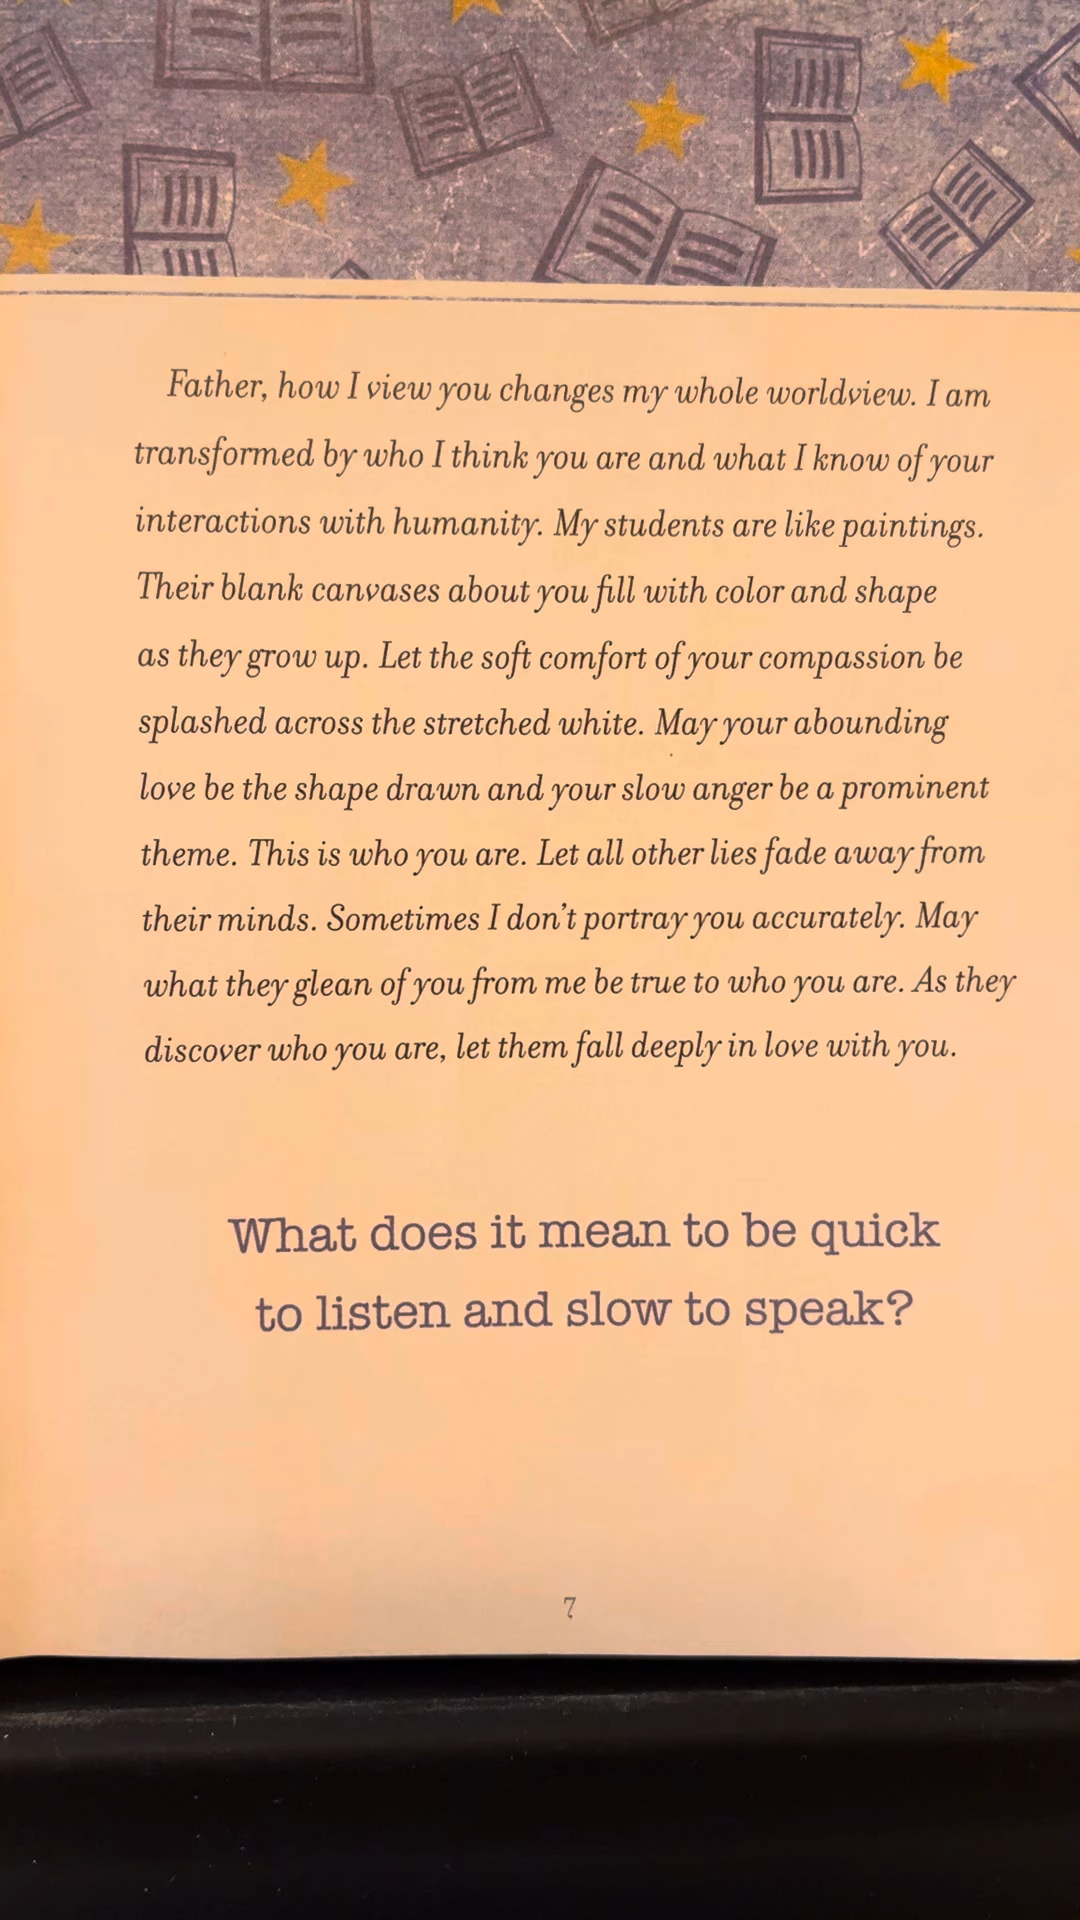 Father, how I view you changes my whole worldview. I am
transformed by who I think you are and what I know of your
interactions with humanity. My students are like paintings.
Their blank canvases about you fill with color and shape
as they grow up. Let the soft comfort of your compassion be
splashed across the stretched white. May your abounding
love be the shape drawn and your slow anger be a prominent
theme. This is who you are. Let all other lies fade away from
their minds. Sometimes I don't portray you accurately. May
what they glean of you from me be true to who you are. As they
discover who you are, let them fall deeply in love with you.
What does it mean to be quick
to listen and slow to speak?
7